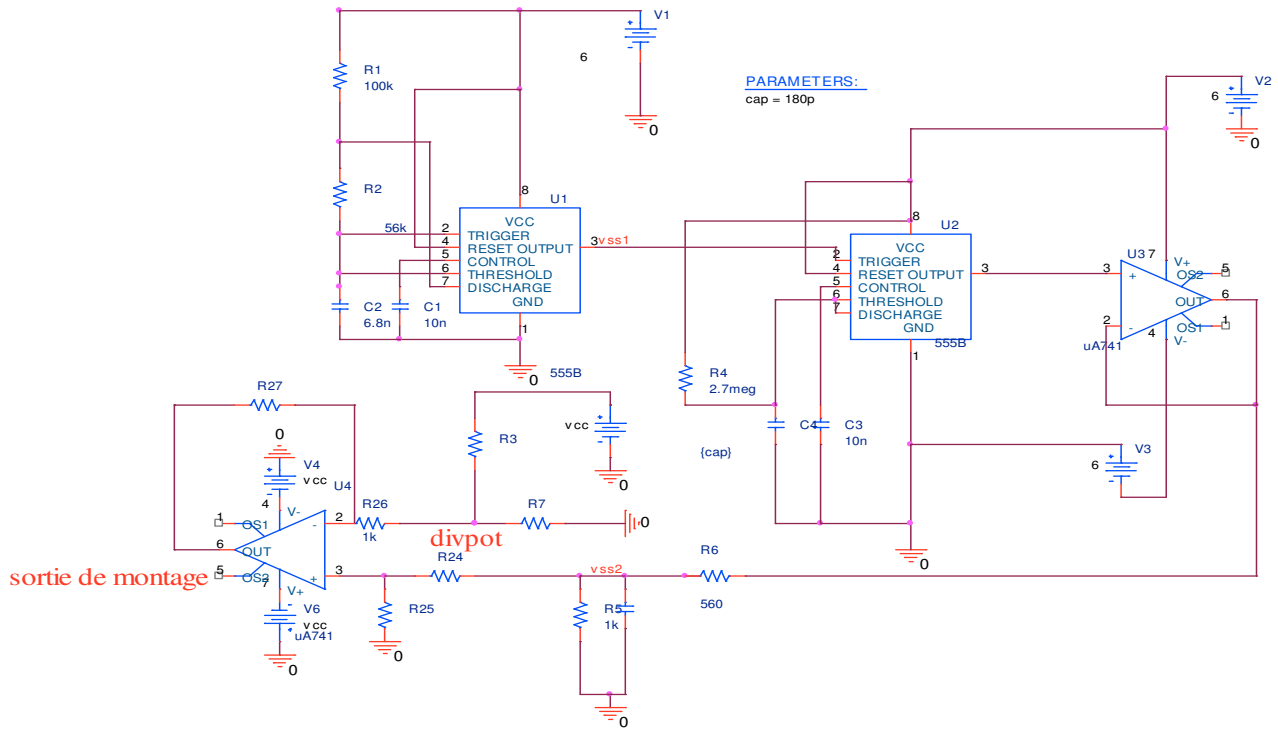 V1
6
R1
100k
PARAMETERS:
cap = 180p
V2
6
0
0
R2
8
U1
56k
VCC
2
TRIGGER
4
RESET OUTPUT
3
vss1
5
CONTROL
6
THRESHOLD
7
DISCHARGE
GND
1
C2
6.8n
C1
10n
0
555B
8
U2
VCC
2
TRIGGER
4
RESET OUTPUT
3
5
CONTROL
6
THRESHOLD
7
DISCHARGE
GND
555B
1
U3
7
V+
5
OS2
3
+
OUT
6
2
-
OS1
1
uA741
4
V-
R4
2.7meg
C4
C3
10n
{cap}
V3
6
0
R27
0
V4
vcc
U4
4
V-
1
OS1
2
-
6
OUT
5
OS2
3
+
7
V+
V6
vcc
uA741
0
R26
1k
vcc
R3
0
R7
0
divpot
sortie de montage
R24
R25
0
vss2
R6
560
R5
1k
0